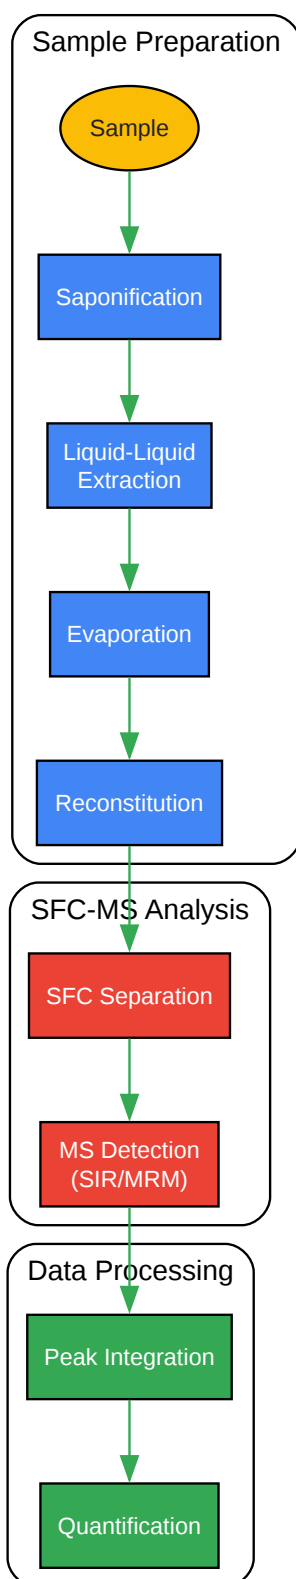 Sample Preparation
Sample
Saponification
Liquid-Liquid
Extraction
Evaporation
Reconstitution
SFC-MS Analysis
SFC Separation
MS Detection
(SIR/MRM)
Data Processing
Peak Integration
Quantification